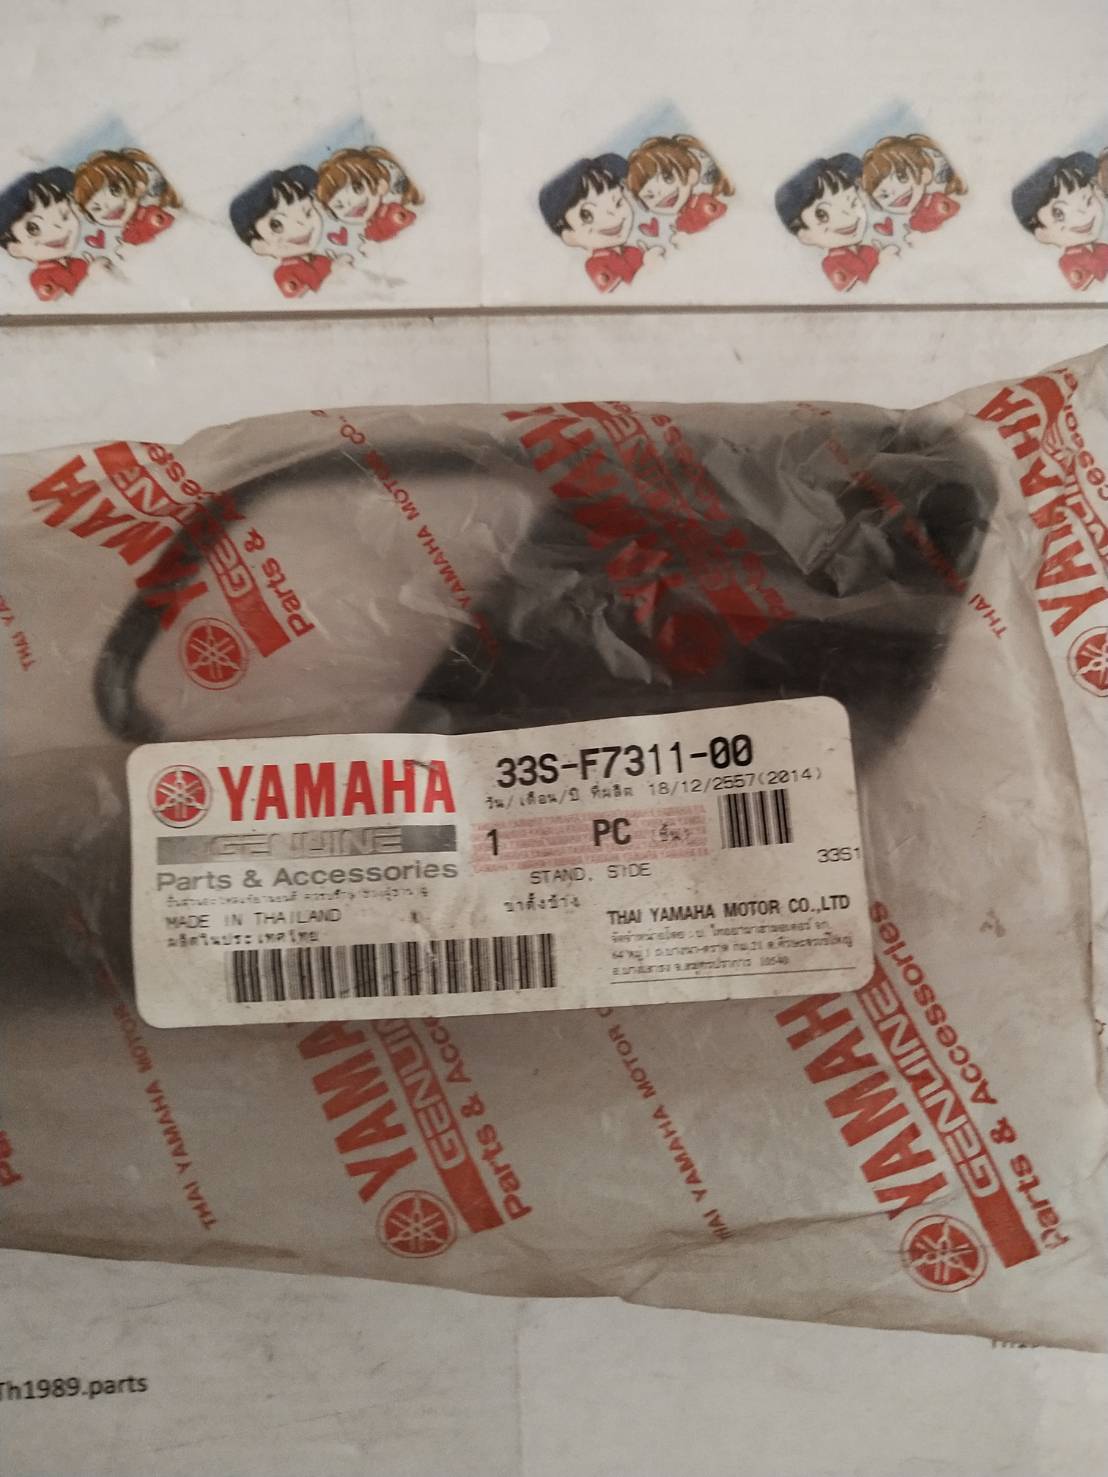 YAMAHA
GENUINE
Parts & Accessories
MADE IN THAILAND
ผลิตในประเทศไทย
33S-F7311-00
วัน/เดือน/ปี ที่ผลิต 18/12/2557(2014)
1 PC (ชิ้น)
STAND, SIDE
ขาตั้งข้าง
33S1
THAI YAMAHA MOTOR CO.,LTD
YAMAHA
GENUINE
Parts & Accessories
THAI YAMAHA MOTOR
Th1989.parts